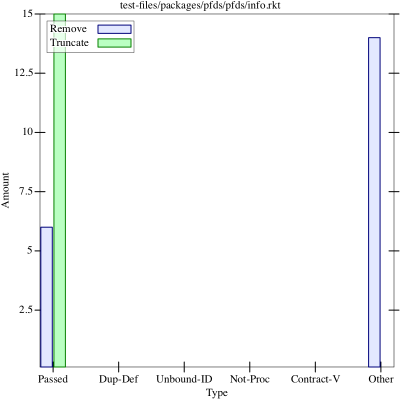 test-files/packages/pfds/pfds/info.rkt
15
Remove
Truncate
12.5
10
7.5
5
2.5
Amount
Passed Dup-Def Unbound-ID Not-Proc Contract-V Other
Type